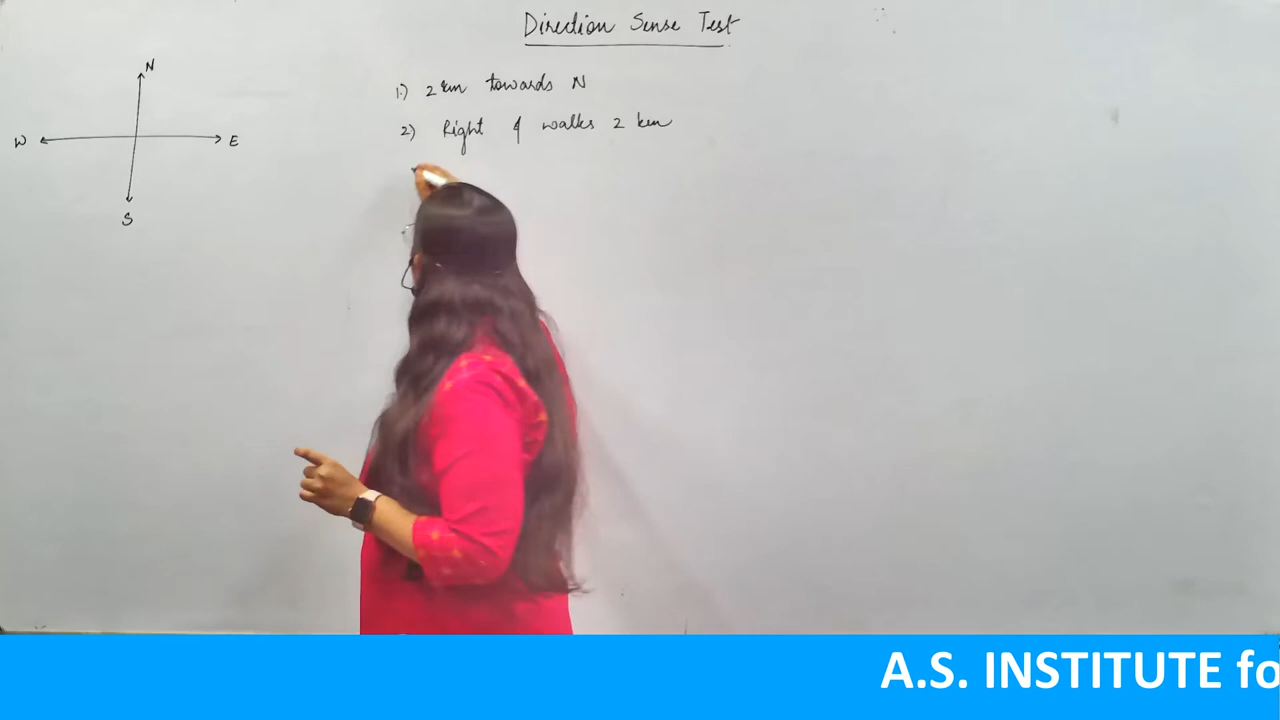 Direction Sense Test
N
W
E
S
1.) 2 km towards N
2) Right & walks 2 km
A.S. INSTITUTE fo